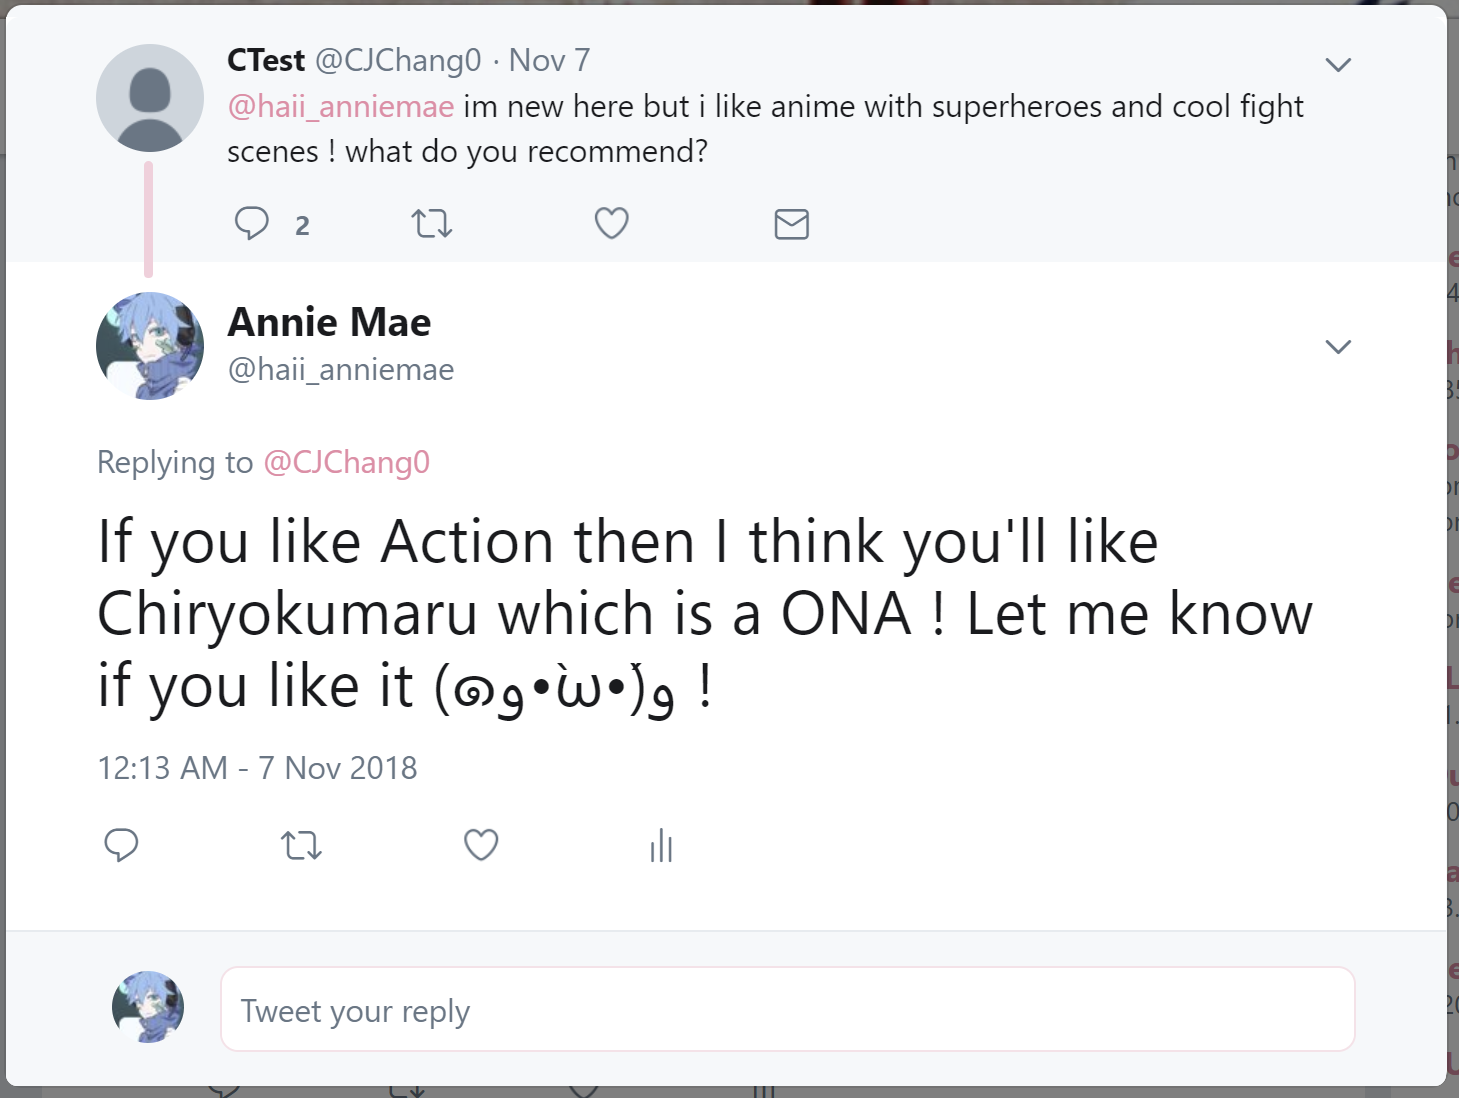 CTest @CJChang0 · Nov 7
@haii_anniemae im new here but i like anime with superheroes and cool fight
scenes ! what do you recommend?
2
Annie Mae
@haii_anniemae
Replying to @CJChang0
If you like Action then I think you'll like
Chiryokumaru which is a ONA ! Let me know
if you like it (๑و•̀ω•́)و !
12:13 AM - 7 Nov 2018
Tweet your reply